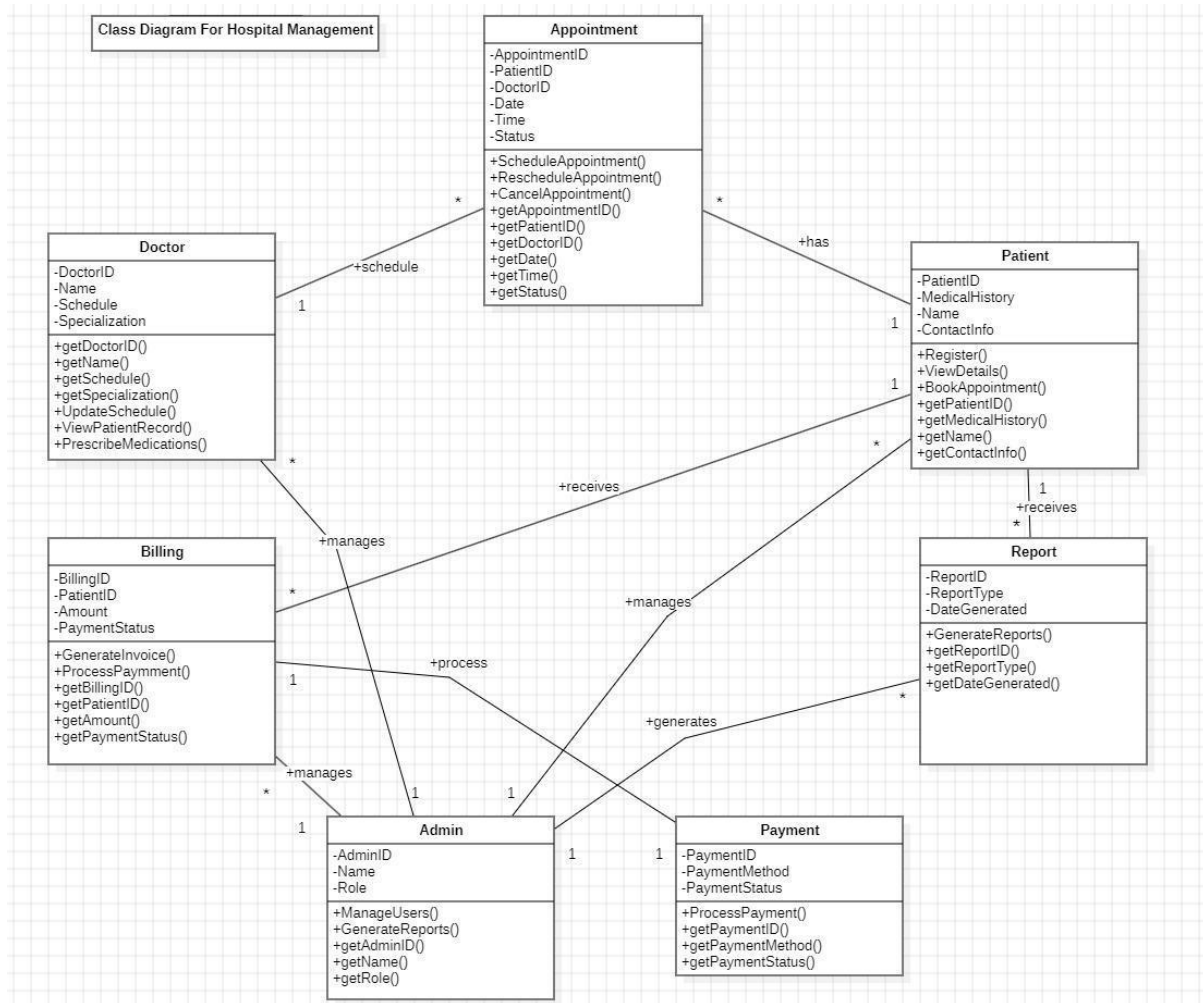 Class Diagram For Hospital Management
Appointment
-AppointmentID
-PatientID
-DoctorID
-Date
-Time
-Status
+ScheduleAppointment()
+RescheduleAppointment()
+CancelAppointment()
+getAppointmentID()
+getPatientID()
+getDoctorID()
+getDate()
+getTime()
+getStatus()
*
*
+schedule
+has
1
1
Doctor
-DoctorID
-Name
-Schedule
-Specialization
+getDoctorID()
+getName()
+getSchedule()
+getSpecialization()
+UpdateSchedule()
+ViewPatientRecord()
+PrescribeMedications()
Patient
-PatientID
-MedicalHistory
-Name
-ContactInfo
+Register()
+ViewDetails()
+BookAppointment()
+getPatientID()
+getMedicalHistory()
+getName()
+getContactInfo()
1
*
*
+receives
1
+receives
*
+manages
*
+manages
Billing
-BillingID
-PatientID
-Amount
-PaymentStatus
+GenerateInvoice()
+ProcessPaymment()
+getBillingID()
+getPatientID()
+getAmount()
+getPaymentStatus()
Report
-ReportID
-ReportType
-DateGenerated
+GenerateReports()
+getReportID()
+getReportType()
+getDateGenerated()
+process
1
*
+generates
+manages
*
1
1
1
1
1
Admin
-AdminID
-Name
-Role
+ManageUsers()
+GenerateReports()
+getAdminID()
+getName()
+getRole()
Payment
-PaymentID
-PaymentMethod
-PaymentStatus
+ProcessPayment()
+getPaymentID()
+getPaymentMethod()
+getPaymentStatus()